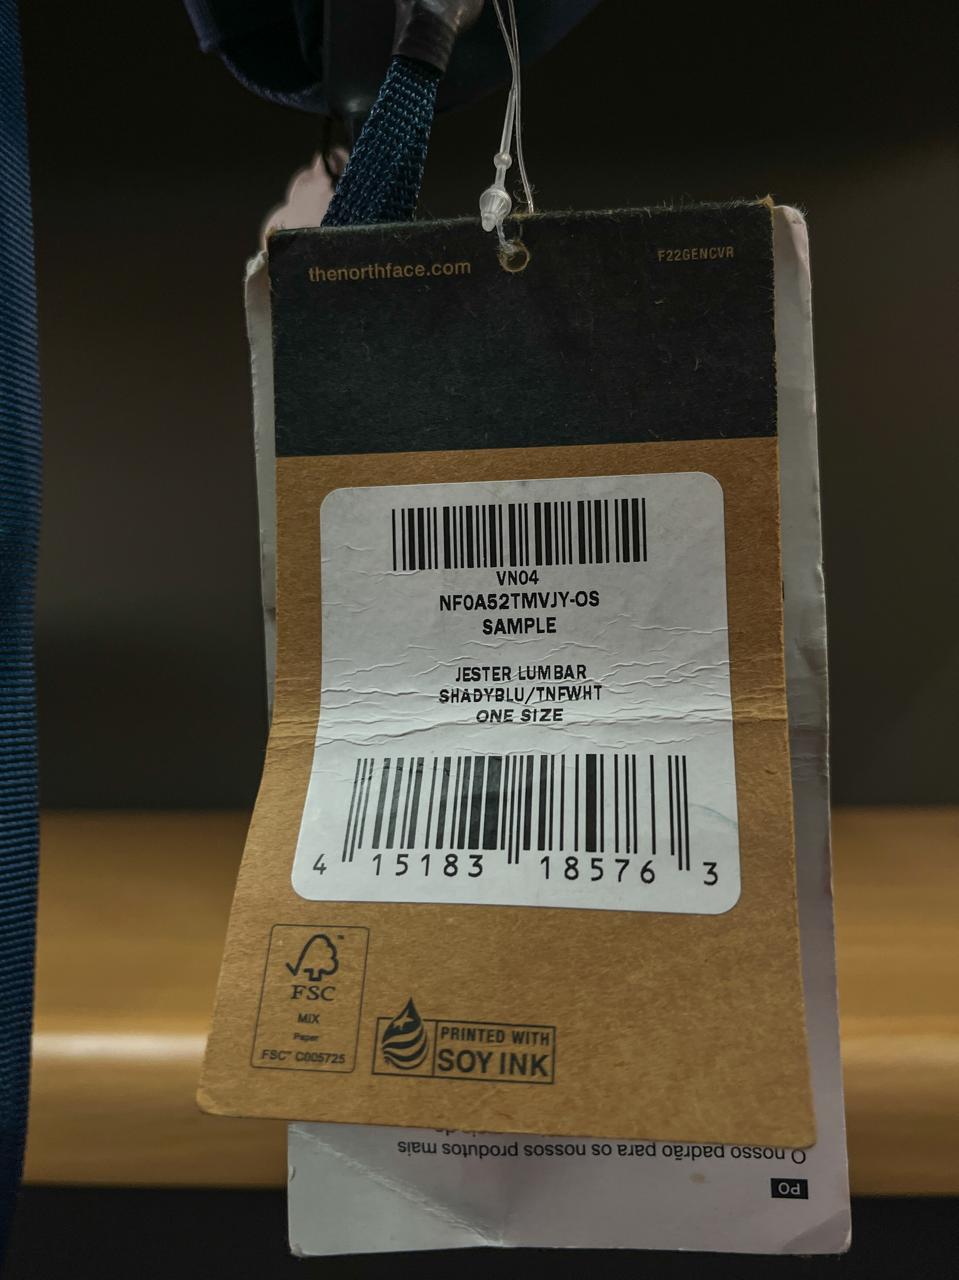 thenorthface.com
F22GENCVR
VN04
NF0A52TMVJY-OS
SAMPLE
JESTER LUMBAR
SHADYBLU/TNFWHT
ONE SIZE
4 15183 18576 3
FSC
MIX
Paper
FSC™ C005725
PRINTED WITH
SOY INK
PO
O nosso padrão para os nossos produtos mais